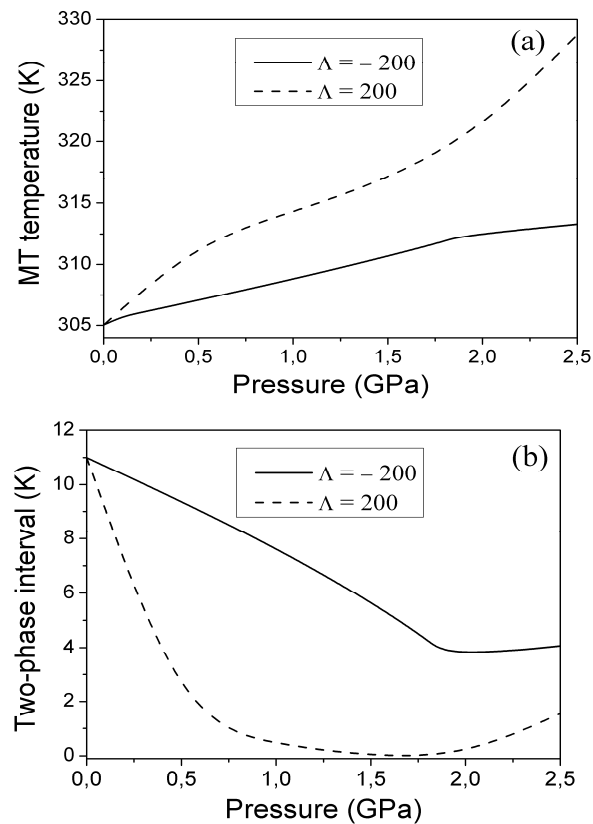 330
325
320
315
310
305
MT temperature (K)
(a)
Λ = – 200
Λ = 200
0,0 0,5 1,0 1,5 2,0 2,5
Pressure (GPa)
12
10
8
6
4
2
0
Two-phase interval (K)
(b)
Λ = – 200
Λ = 200
0,0 0,5 1,0 1,5 2,0 2,5
Pressure (GPa)